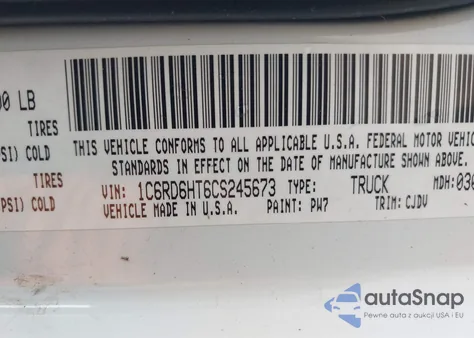 00 LB
TIRES
PSI) COLD
TIRES
PSI) COLD
THIS VEHICLE CONFORMS TO ALL APPLICABLE U.S.A. FEDERAL MOTOR VEHIC
STANDARDS IN EFFECT ON THE DATE OF MANUFACTURE SHOWN ABOVE.
VIN: 1C6RD6HT6CS245673 TYPE: TRUCK MDH:030
VEHICLE MADE IN U.S.A. PAINT: PW7 TRIM: CJDV
autoSnap
Pewne auta z aukcji USA i EU